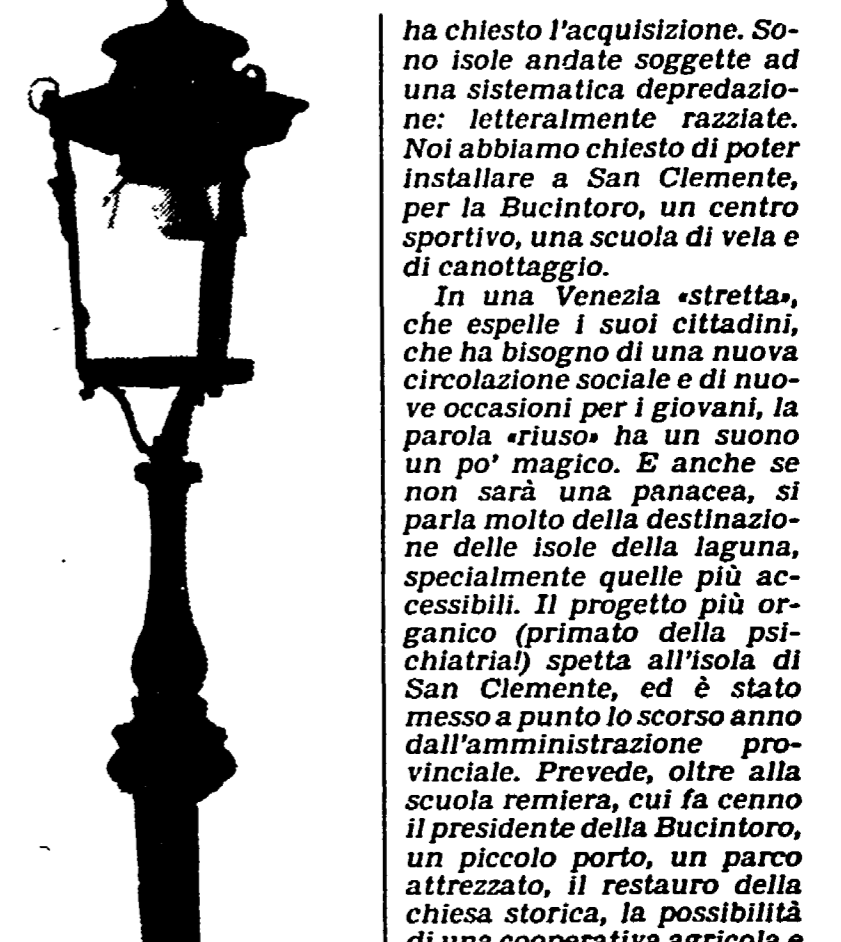 ha chiesto l'acquisizione. So-
no isole andate soggette ad
una sistematica depredazio-
ne: letteralmente razziate.
Noi abbiamo chiesto di poter
installare a San Clemente,
per la Bucintoro, un centro
sportivo, una scuola di vela e
di canottaggio.
In una Venezia «stretta»,
che espelle i suoi cittadini,
che ha bisogno di una nuova
circolazione sociale e di nuo-
ve occasioni per i giovani, la
parola «riuso» ha un suono
un po' magico. E anche se
non sarà una panacea, si
parla molto della destinazio-
ne delle isole della laguna,
specialmente quelle più ac-
cessibili. Il progetto più or-
ganico (primato della psi-
chiatria!) spetta all'isola di
San Clemente, ed è stato
messo a punto lo scorso anno
dall'amministrazione pro-
vinciale. Prevede, oltre alla
scuola remiera, cui fa cenno
il presidente della Bucintoro,
un piccolo porto, un parco
attrezzato, il restauro della
chiesa storica, la possibilità
di una cooperativa agricola e